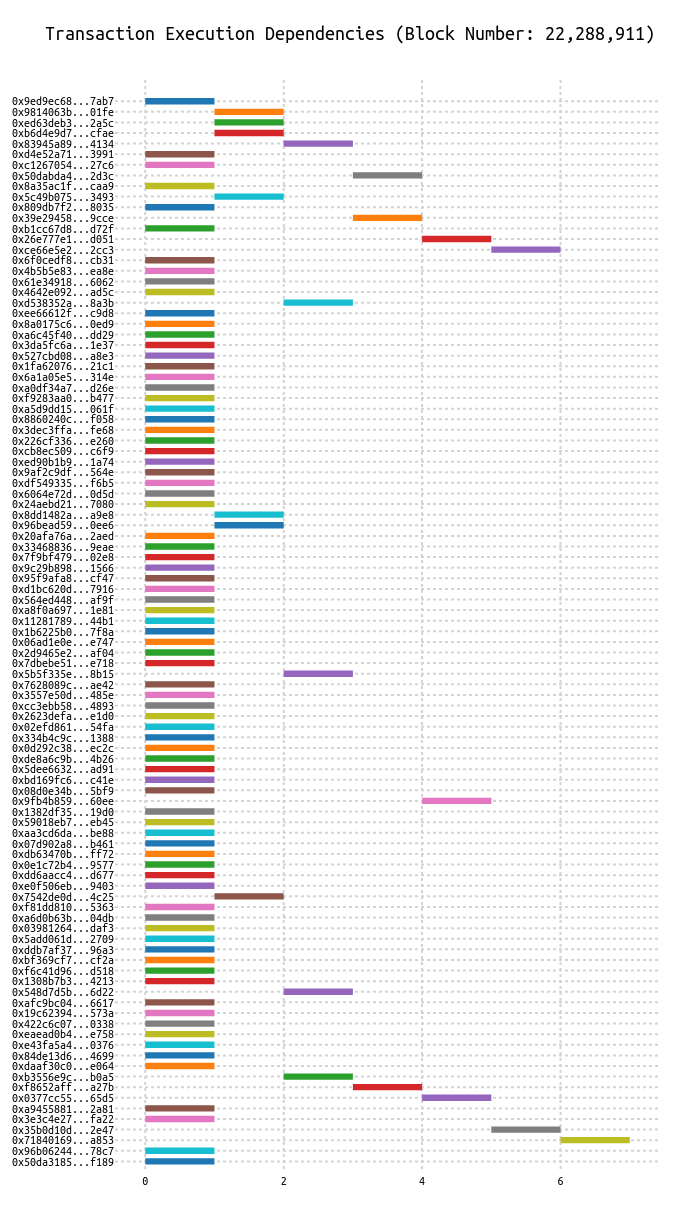 Transaction Execution Dependencies (Block Number: 22,288,911)
0x9ed9ec68...7ab7
0x9814063b...01fe
0xed63deb3...2a5c
0xb6d4e9d7...cfae
0x83945a89...4134
0xd4e52a71...3991
0xc1267054...27c6
0x50dabda4...2d3c
0x8a35ac1f...caa9
0x5c49b075...3493
0x809db7f2...8035
0x39e29458...9cce
0xb1cc67d8...d72f
0x26e777e1...d051
0xce66e5e2...2cc3
0x6f0cedf8...cb31
0x4b5b5e83...ea8e
0x61e34918...6062
0x4642e092...ad5c
0xd538352a...8a3b
0xee66612f...c9d8
0x8a0175c6...0ed9
0xa6c45f40...dd29
0x3da5fc6a...1e37
0x527cbd08...a8e3
0x1fa62076...21c1
0x6a1a05e5...314e
0xa0df34a7...d26e
0xf9283aa0...b477
0xa5d9dd15...061f
0x8860240c...f058
0x3dec3ffa...fe68
0x226cf336...e260
0xcb8ec509...c6f9
0xed90b1b9...1a74
0x9af2c9df...564e
0xdf549335...f6b5
0x6064e72d...0d5d
0x24aebd21...7080
0x8dd1482a...a9e8
0x96bead59...0ee6
0x20afa76a...2aed
0x33468836...9eae
0x7f9bf479...02e8
0x9c29b898...1566
0x95f9afa8...cf47
0xd1bc620d...7916
0x564ed448...af9f
0xa8f0a697...1e81
0x11281789...44b1
0x1b6225b0...7f8a
0x06ad1e0e...e747
0x2d9465e2...af04
0x7dbebe51...e718
0x5b5f335e...8b15
0x7628089c...ae42
0x3557e50d...485e
0xcc3ebb58...4893
0x2623defa...e1d0
0x02efd861...54fa
0x334b4c9c...1388
0x0d292c38...ec2c
0xde8a6c9b...4b26
0x5dee6632...ad91
0xbd169fc6...c41e
0x08d0e34b...5bf9
0x9fb4b859...60ee
0x1382df35...19d0
0x59018eb7...eb45
0xaa3cd6da...be88
0x07d902a8...b461
0xdb63470b...ff72
0x0e1c72b4...9577
0xdd6aacc4...d677
0xe0f506eb...9403
0x7542de0d...4c25
0xf81dd810...5363
0xa6d0b63b...04db
0x03981264...daf3
0x5add061d...2709
0xddb7af37...96a3
0xbf369cf7...cf2a
0xf6c41d96...d518
0x1308b7b3...4213
0x548d7d5b...6d22
0xafc9bc04...6617
0x19c62394...573a
0x422c6c07...0338
0xeaead0b4...e758
0xe43fa5a4...0376
0x84de13d6...4699
0xdaaf30c0...e064
0xb3556e9c...b0a5
0xf8652aff...a27b
0x0377cc55...65d5
0xa9455881...2a81
0x3e3c4e27...fa22
0x35b0d10d...2e47
0x71840169...a853
0x96b06244...78c7
0x50da3185...f189
0 2 4 6